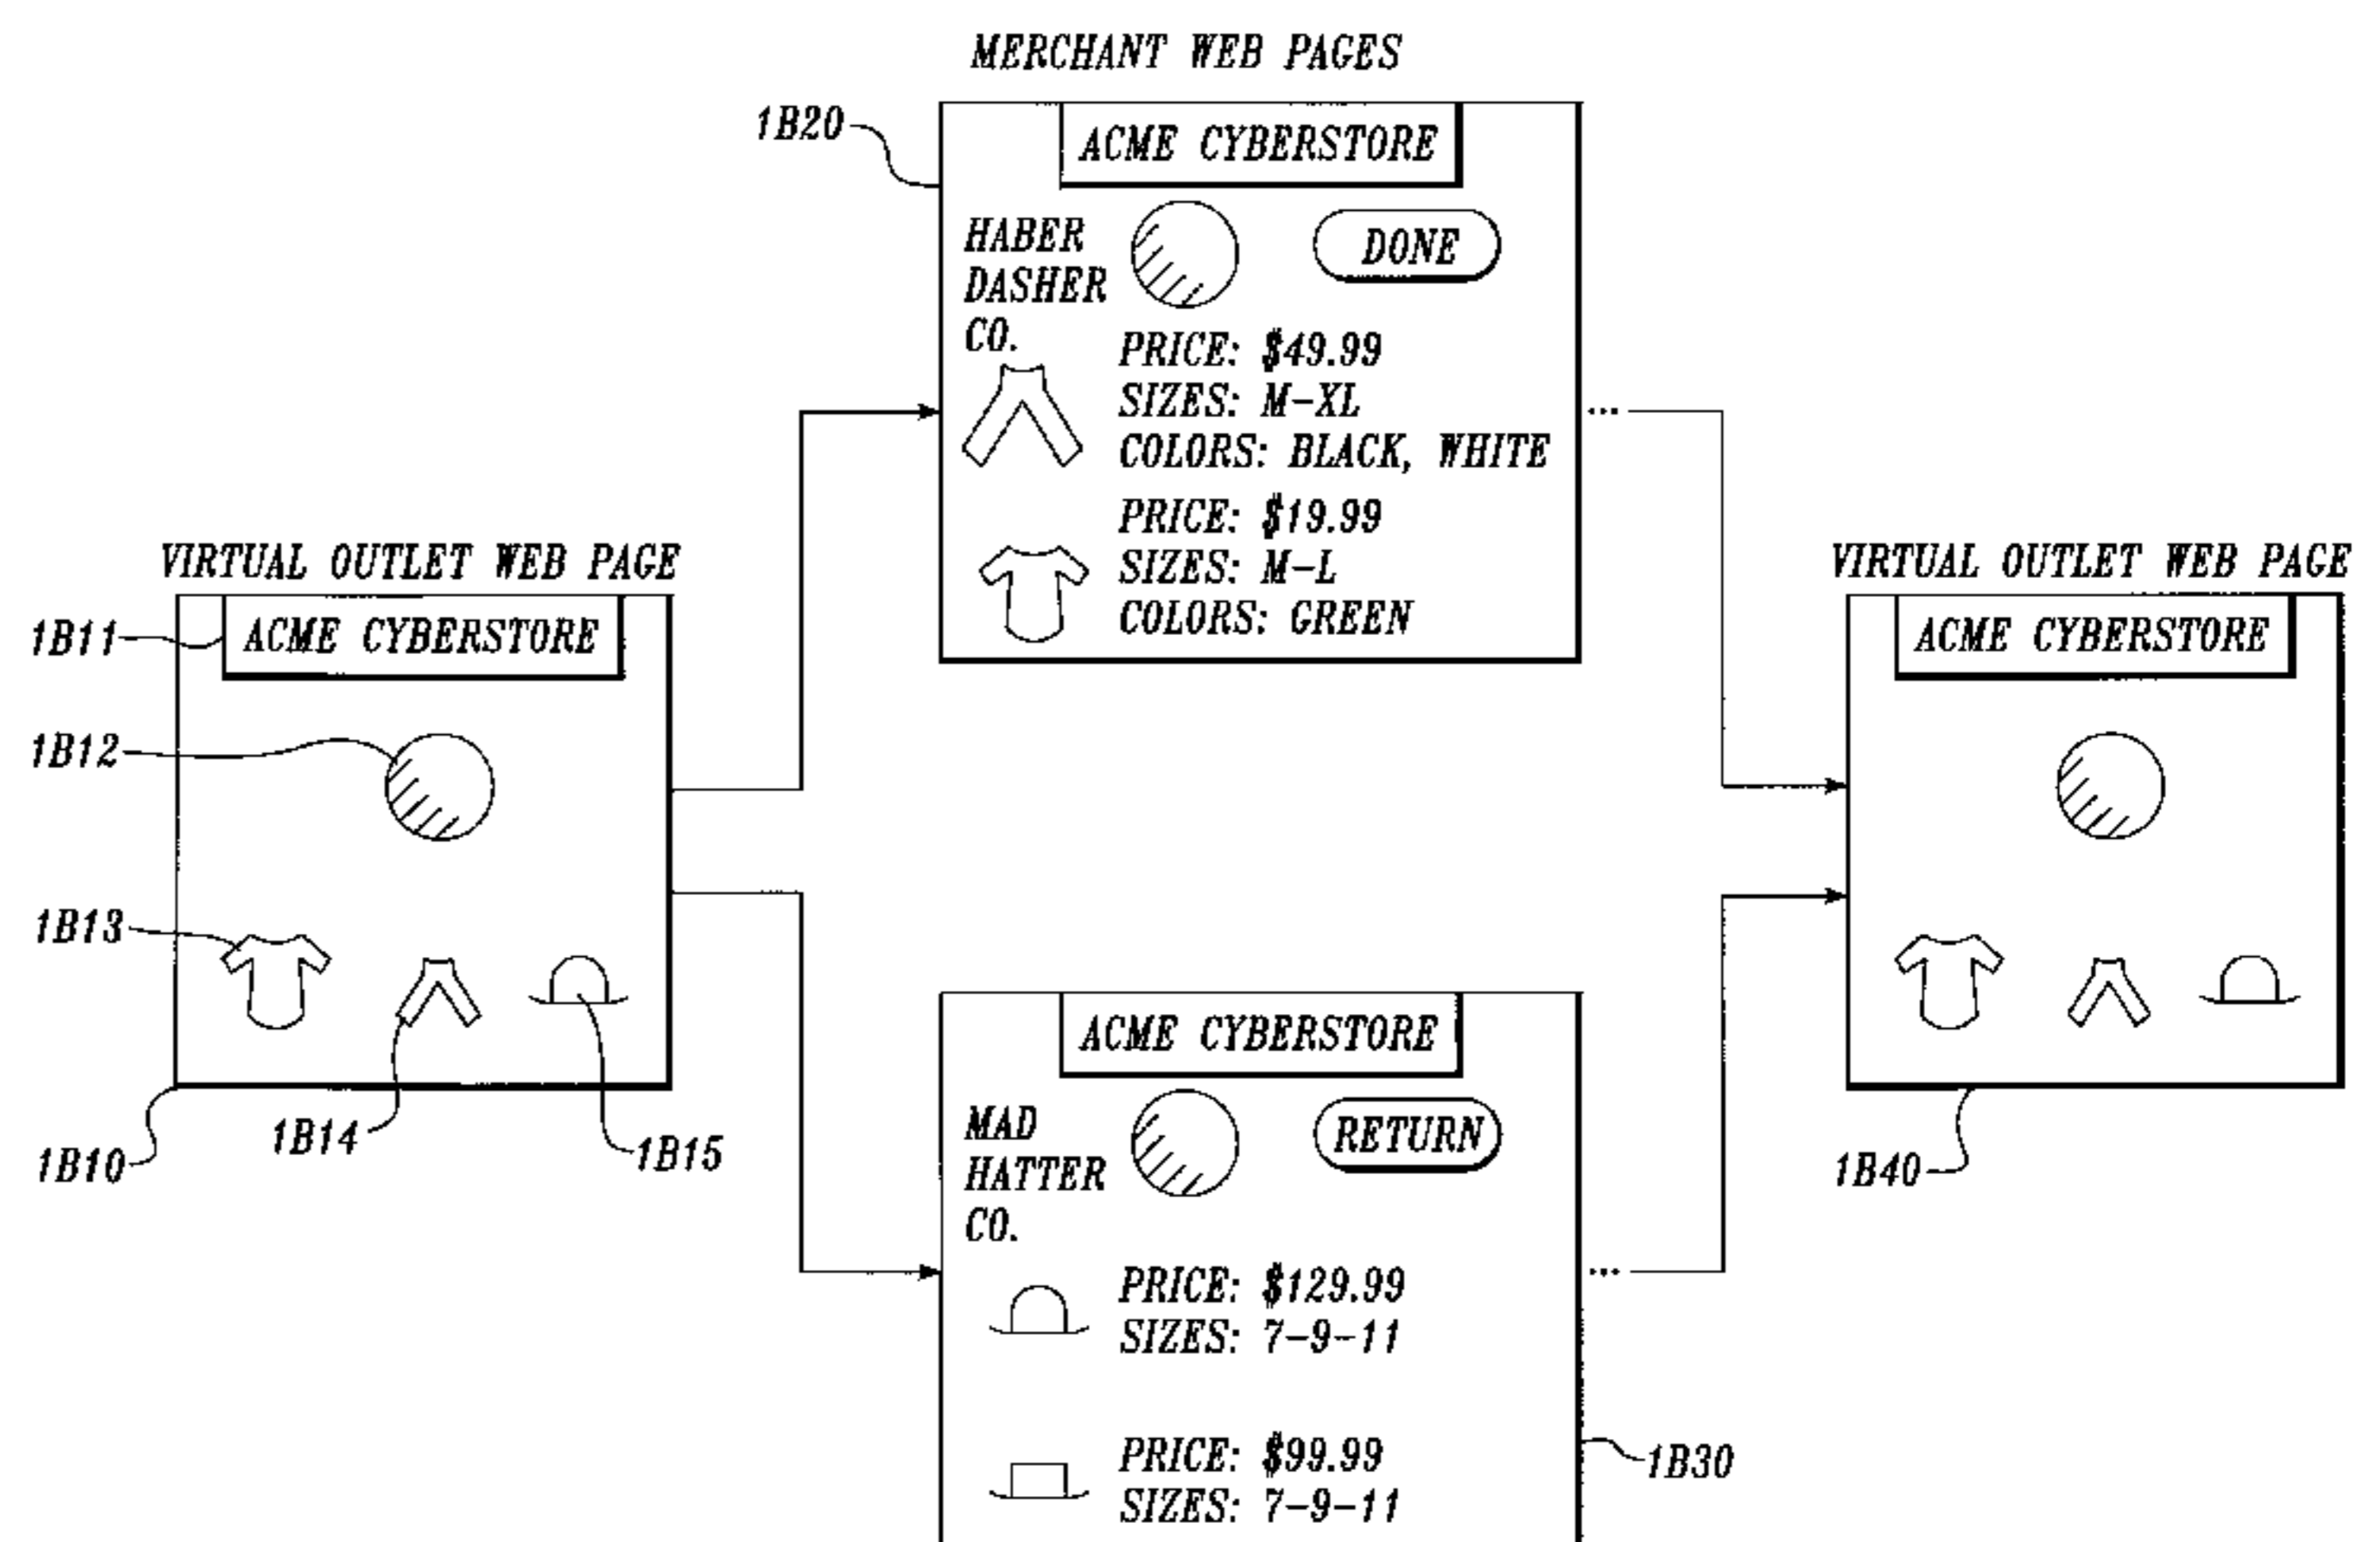 MERCHANT WEB PAGES
1B20
ACME CYBERSTORE
HABER
DASHER
CO.
DONE
PRICE: $49.99
SIZES: M-XL
COLORS: BLACK, WHITE
PRICE: $19.99
SIZES: M-L
COLORS: GREEN
VIRTUAL OUTLET WEB PAGE
1B11
ACME CYBERSTORE
1B12
1B13
1B14
1B15
1B10
ACME CYBERSTORE
MAD
HATTER
CO.
RETURN
PRICE: $129.99
SIZES: 7-9-11
PRICE: $99.99
SIZES: 7-9-11
1B30
...
...
VIRTUAL OUTLET WEB PAGE
ACME CYBERSTORE
1B40